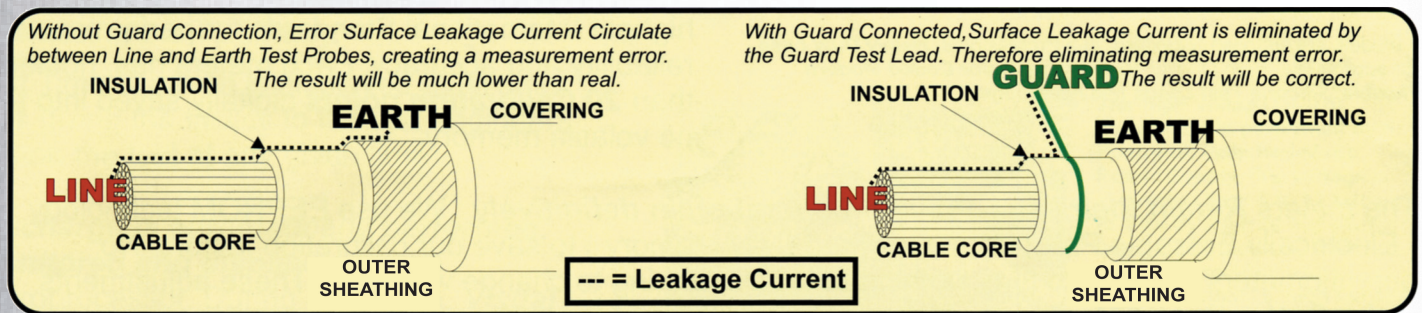 Without Guard Connection, Error Surface Leakage Current Circulate
between Line and Earth Test Probes, creating a measurement error.
The result will be much lower than real.
INSULATION
EARTH
COVERING
LINE
CABLE CORE
OUTER
SHEATHING
With Guard Connected,Surface Leakage Current is eliminated by
the Guard Test Lead. Therefore eliminating measurement error.
GUARD
The result will be correct.
INSULATION
EARTH
COVERING
LINE
CABLE CORE
OUTER
SHEATHING
--- = Leakage Current